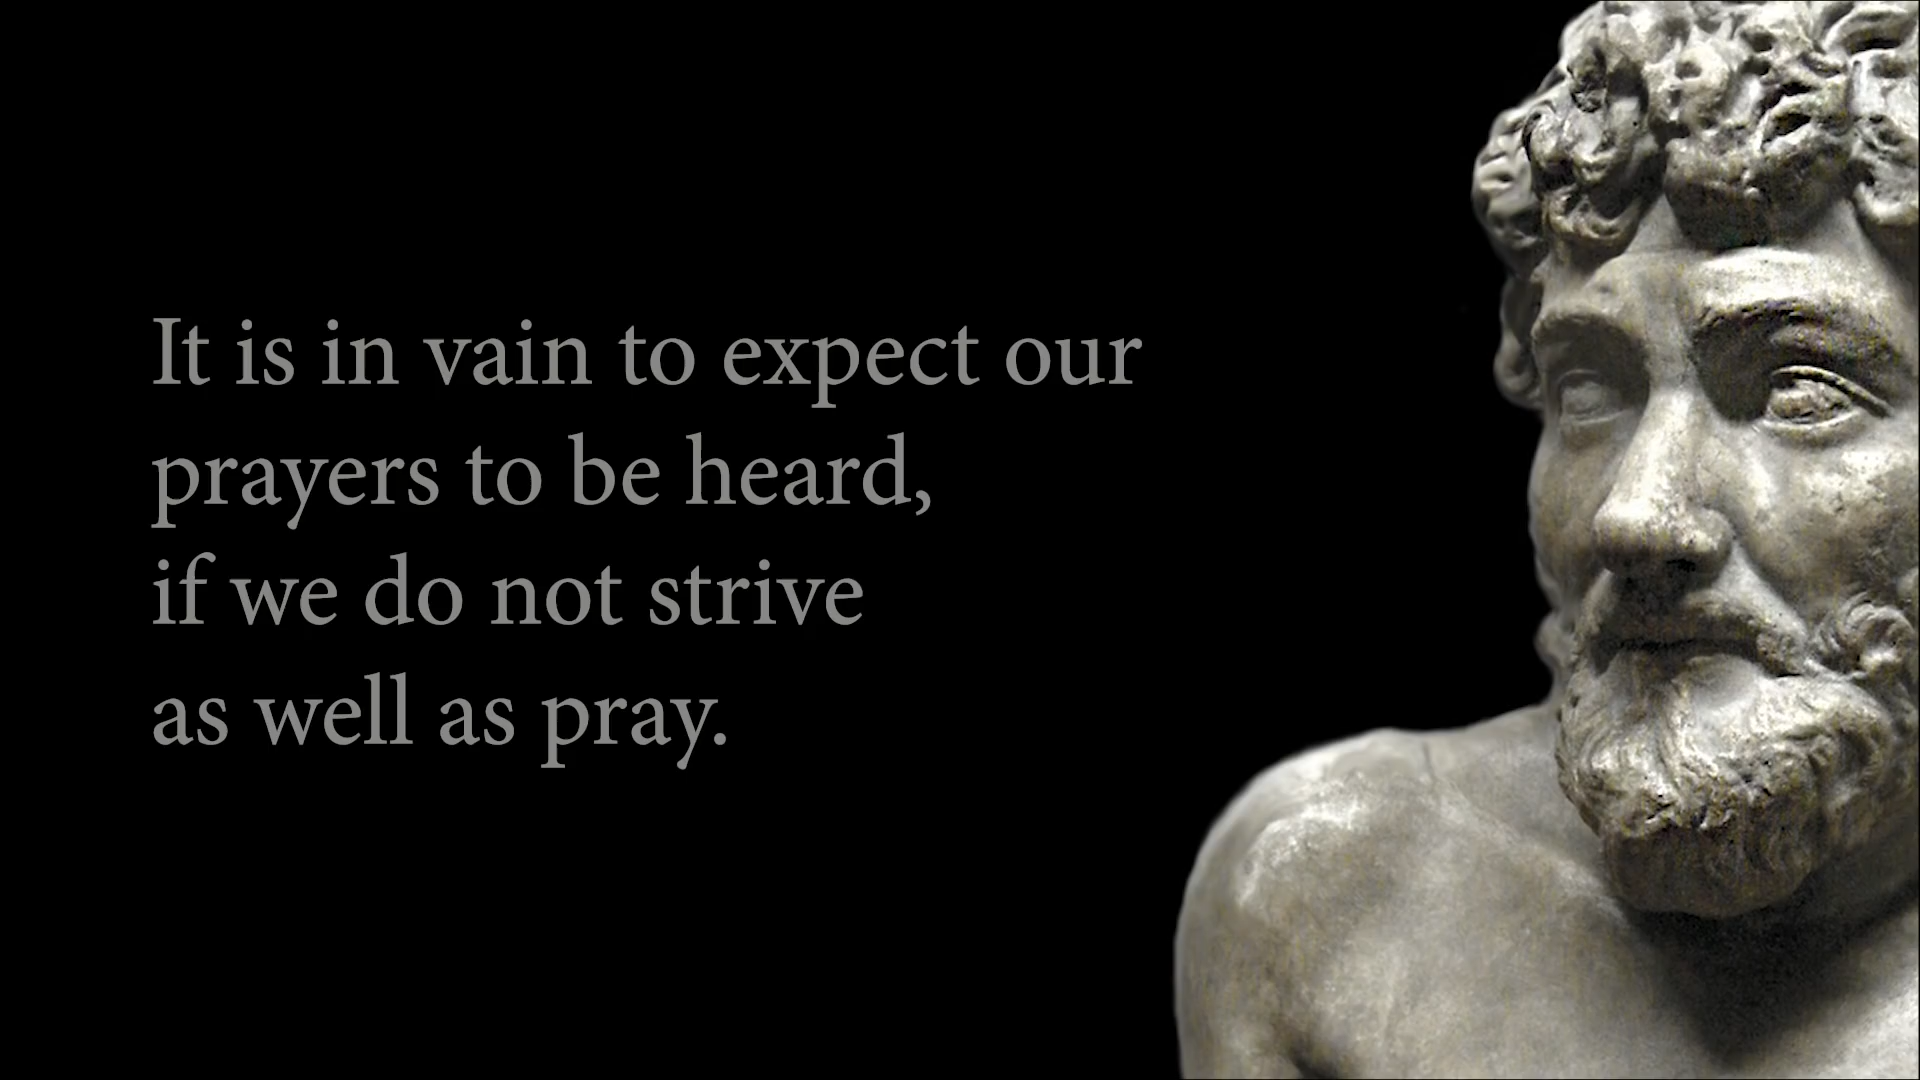 It is in vain to expect our
prayers to be heard,
if we do not strive
as well as pray.